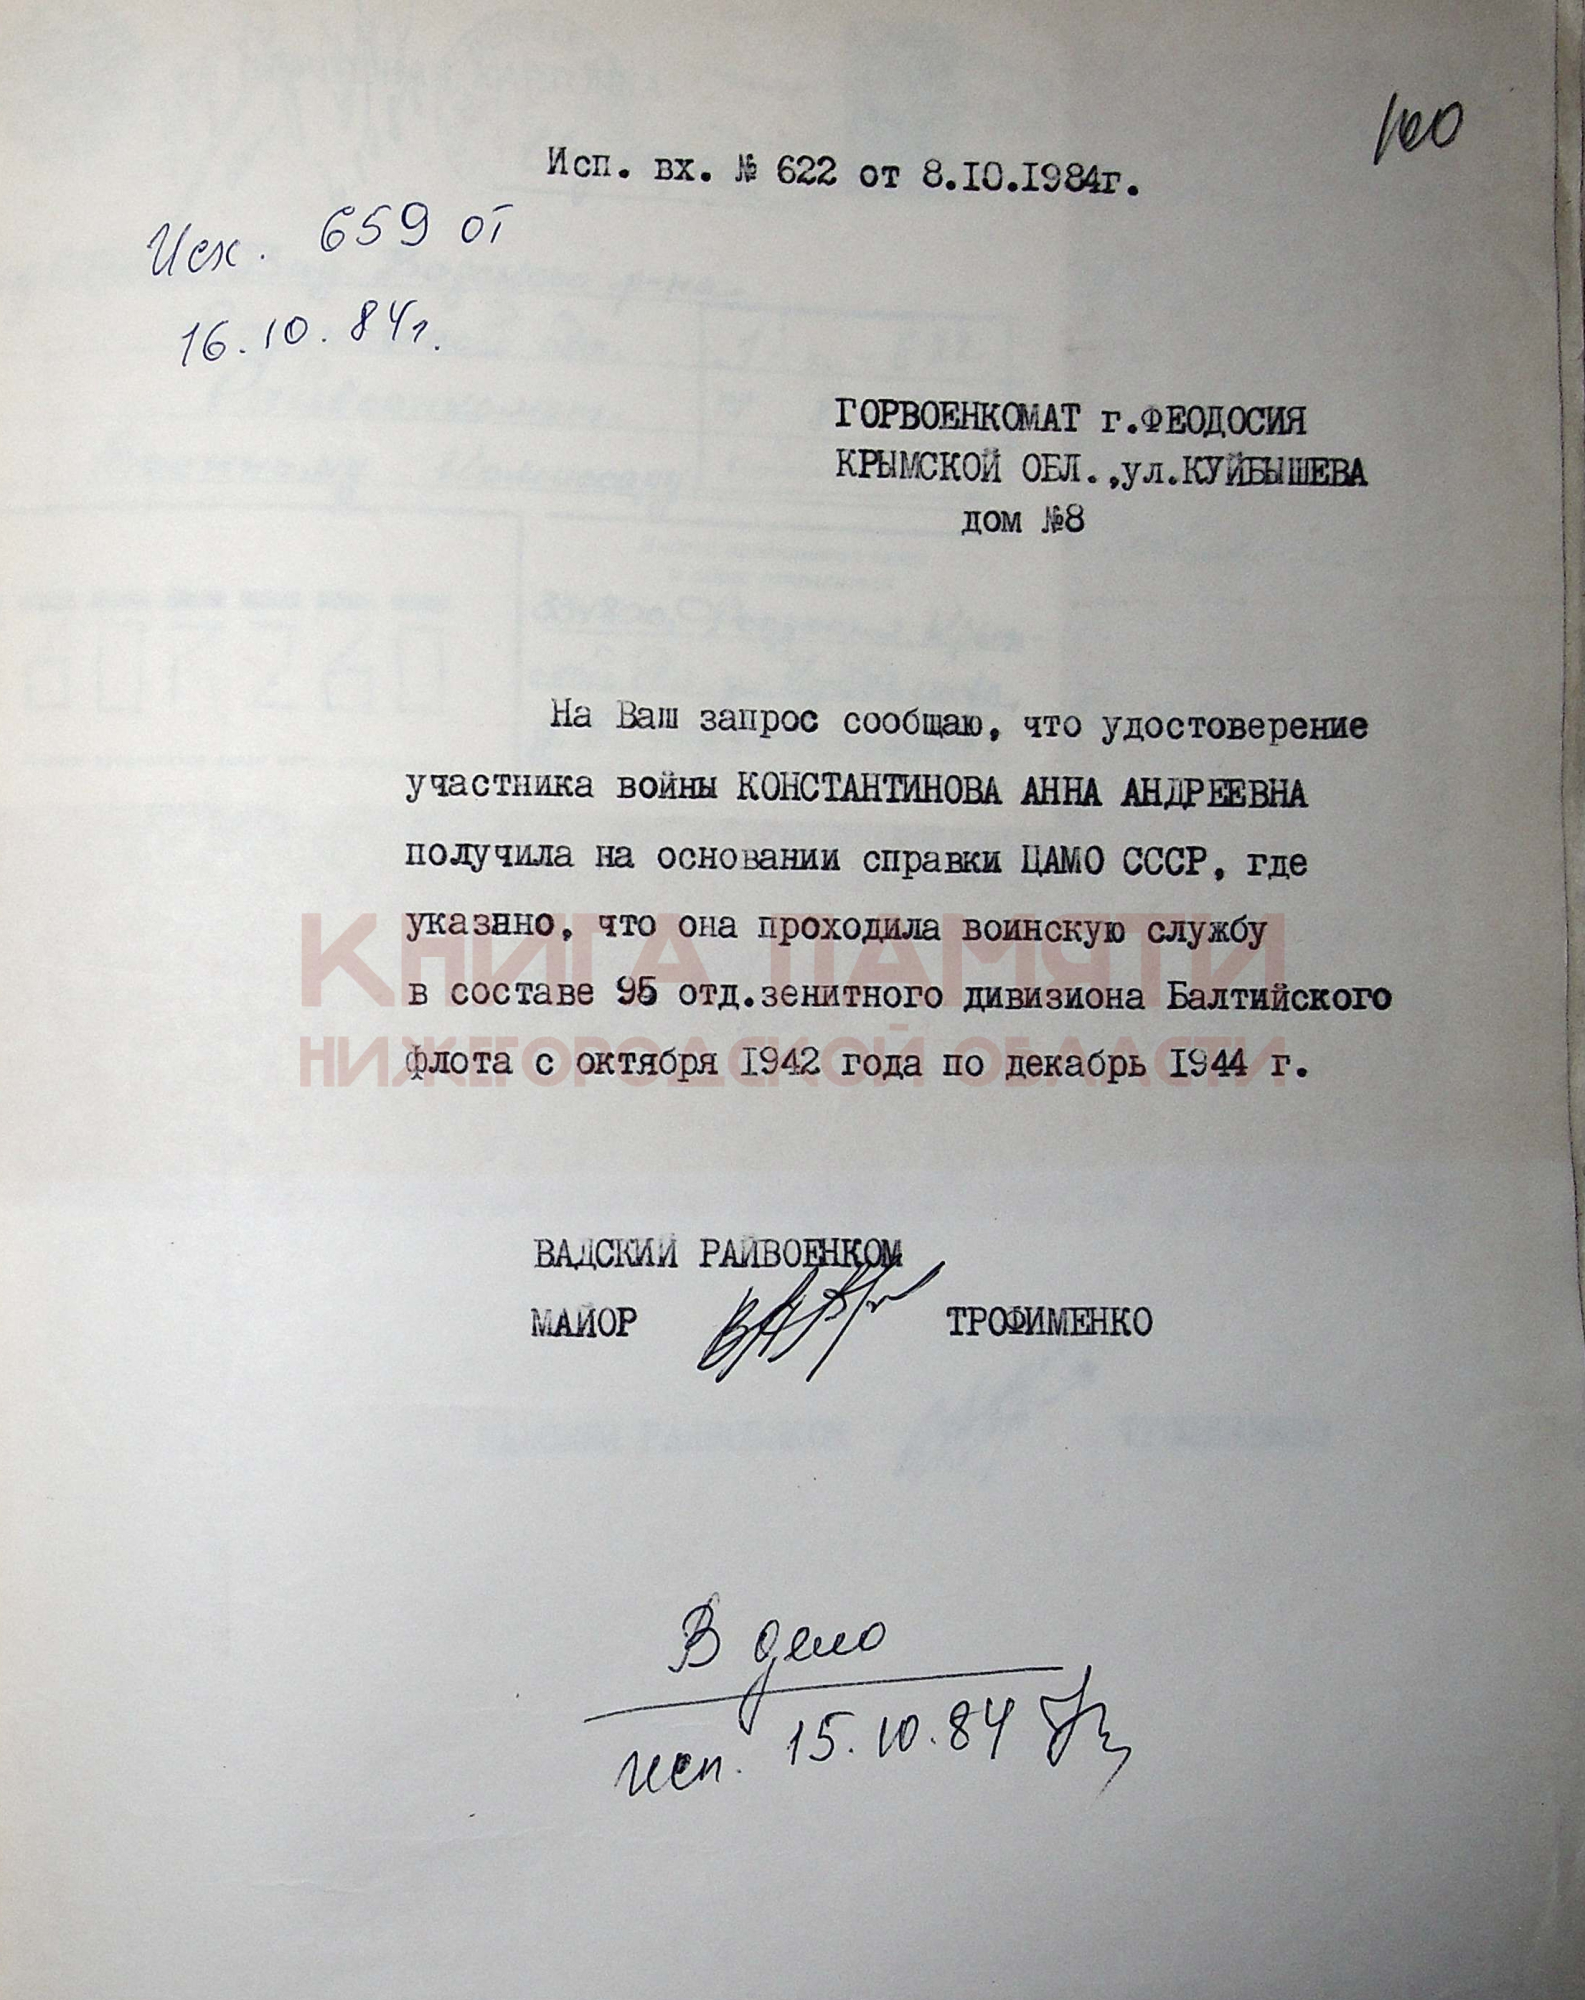 100
Исп. вх. № 622 от 8.10.1984г.
Исх. 659 от
16.10.84г.
ГОРВОЕНКОМАТ г.ФЕОДОСИЯ
КРЫМСКОЙ ОБЛ.,ул.КУЙБЫШЕВА
дом №8
На Ваш запрос сообщаю, что удостоверение
участника войны КОНСТАНТИНОВА АННА АНДРЕЕВНА
получила на основании справки ЦАМО СССР, где
указано, что она проходила воинскую службу
КНИГА ПАМЯТИ
в составе 95 отд.зенитного дивизиона Балтийского
флота с октября 1942 года по декабрь 1944 г.
НИЖЕГОРОДСКОЙ ОБЛАСТИ
ВАДСКИЙ РАЙВОЕНКОМ
МАЙОР ТРОФИМЕНКО
В дело
исп. 15.10.84